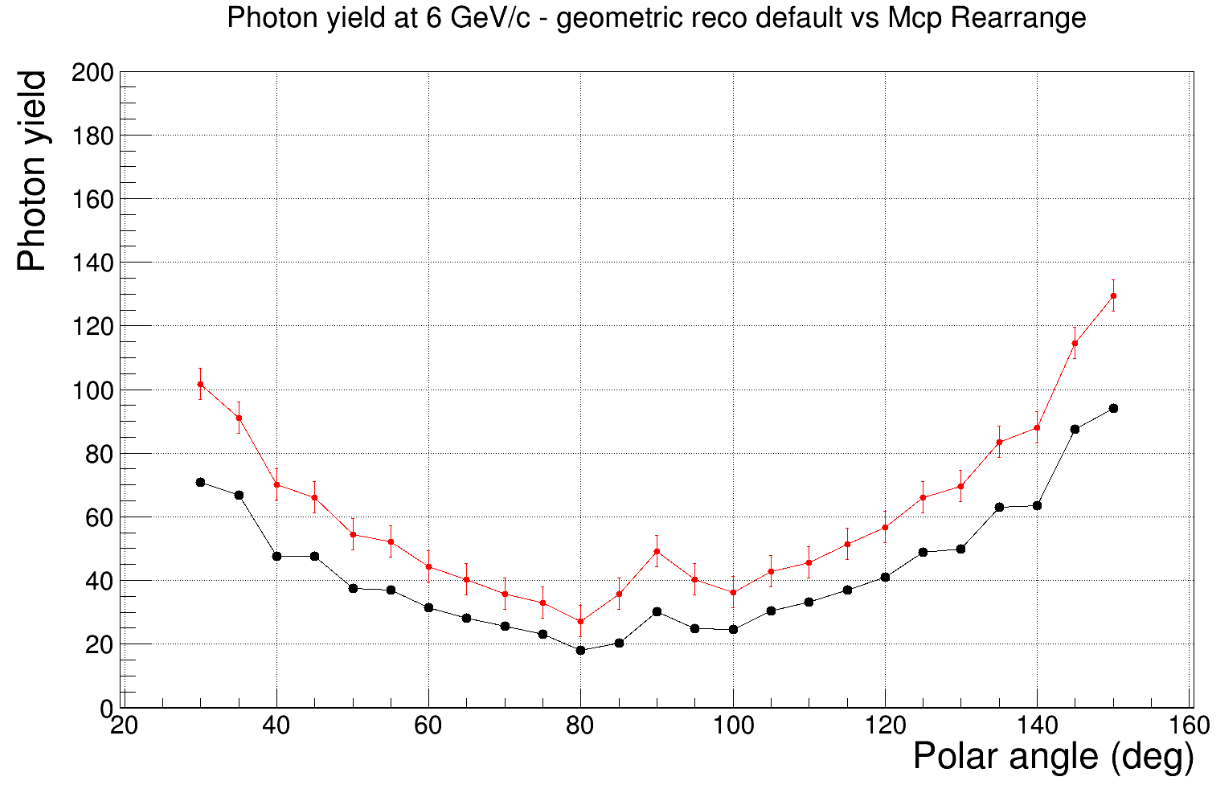 Photon yield at 6 GeV/c - geometric reco default vs Mcp Rearrange
Photon yield
200
180
160
140
120
100
80
60
40
20
0
20 40 60 80 100 120 140 160
Polar angle (deg)